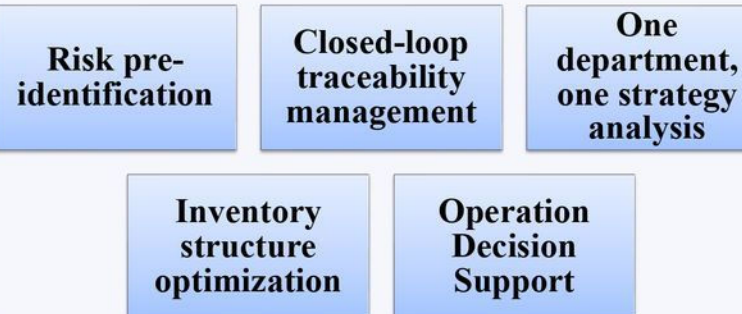 Risk pre-
identification
Closed-loop
traceability
management
One
department,
one strategy
analysis
Inventory
structure
optimization
Operation
Decision
Support